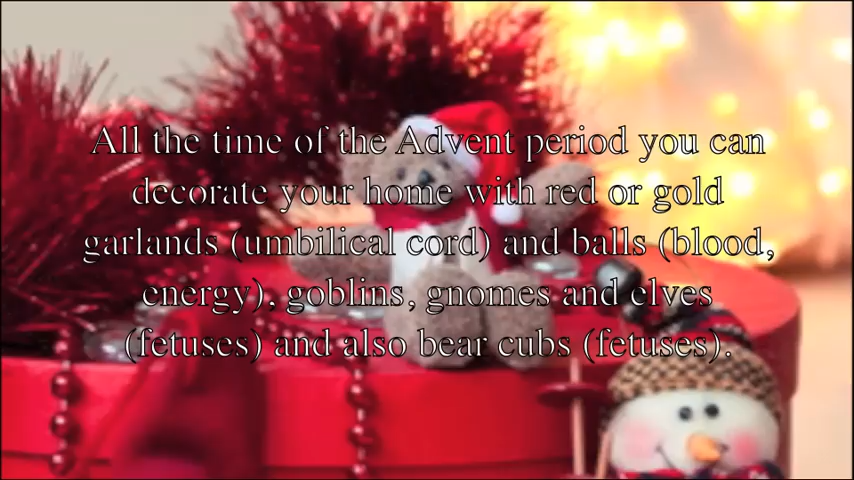 All the time of the Advent period you can
decorate your home with red or gold
garlands (umbilical cord) and balls (blood,
energy), goblins, gnomes and elves
(fetuses) and also bear cubs (fetuses).